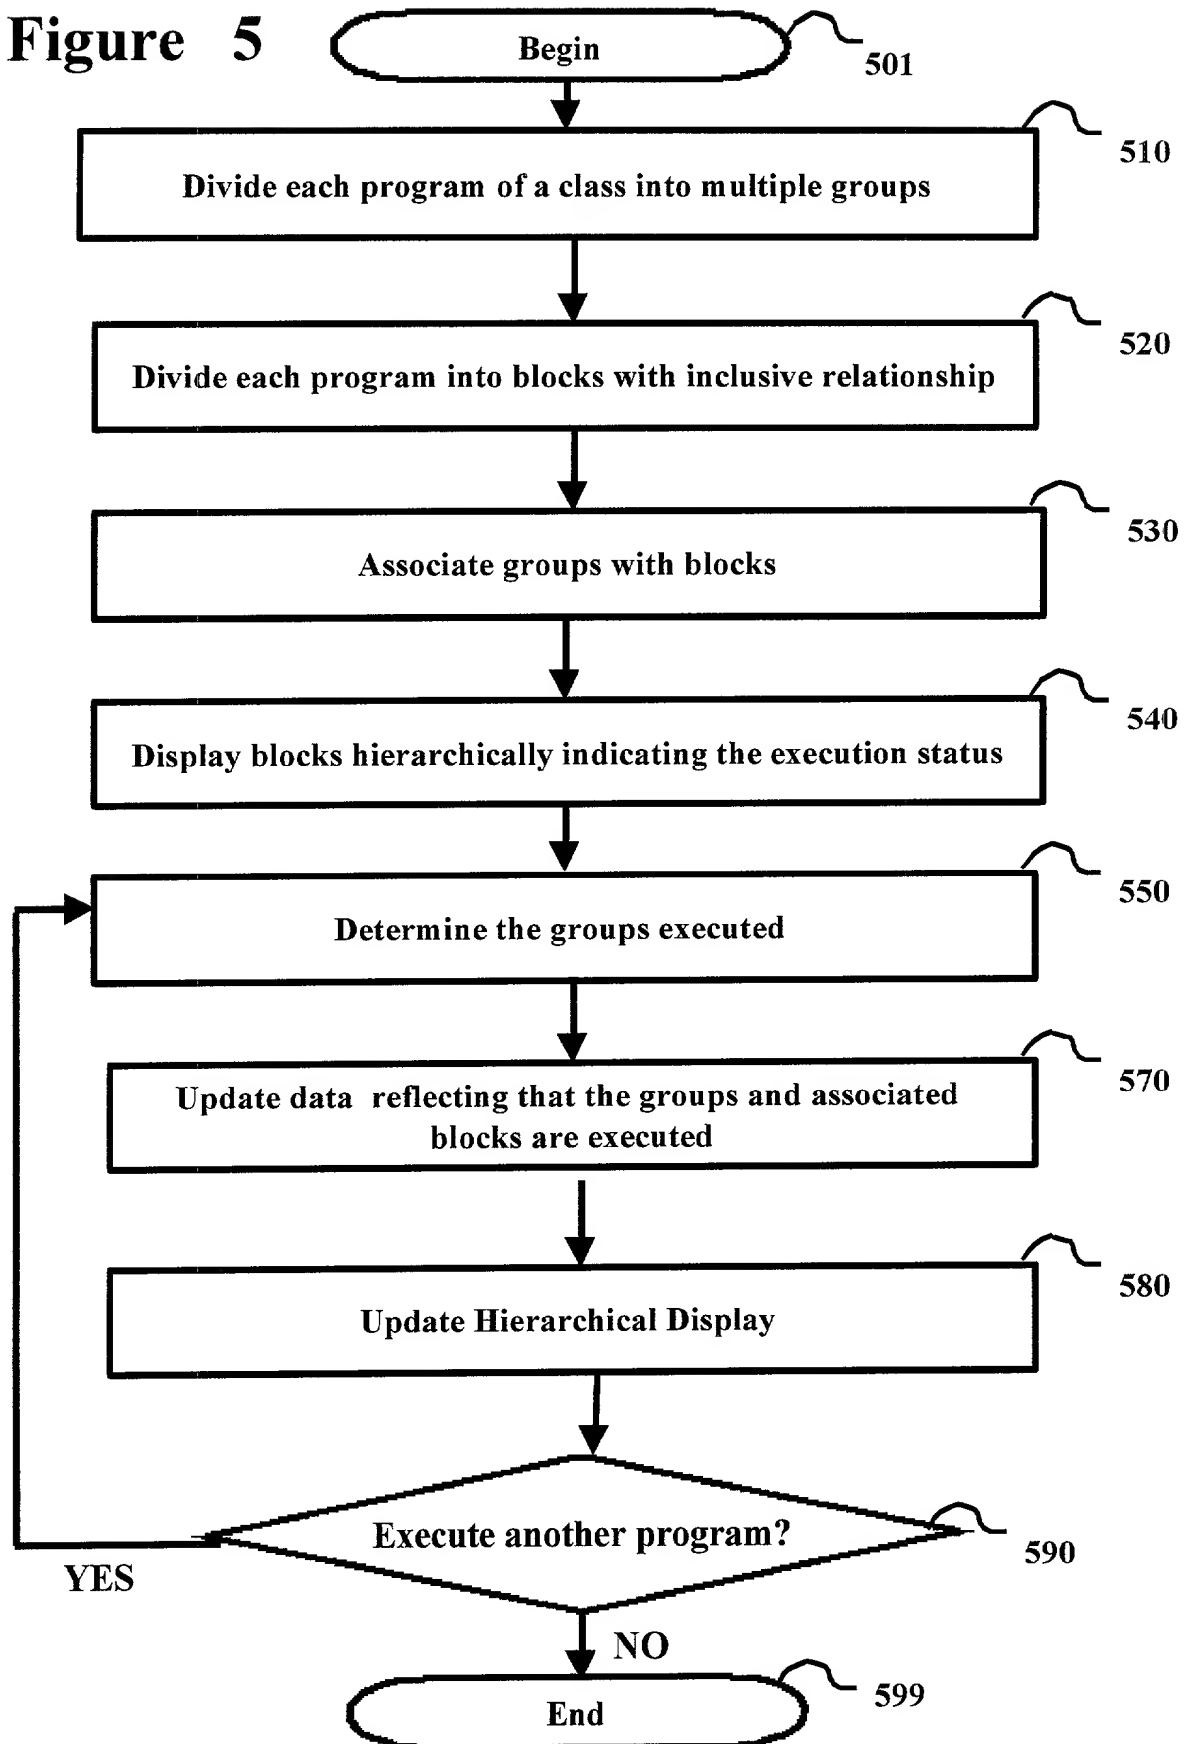 Figure 5
Begin
501
510
Divide each program of a class into multiple groups
520
Divide each program into blocks with inclusive relationship
530
Associate groups with blocks
540
Display blocks hierarchically indicating the execution status
550
Determine the groups executed
570
Update data reflecting that the groups and associated
blocks are executed
580
Update Hierarchical Display
Execute another program?
590
YES
NO
599
End